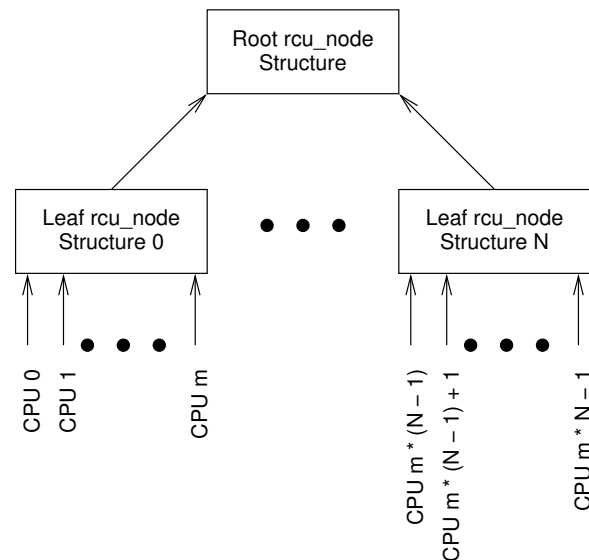 Root rcu_node
Structure
Leaf rcu_node
Structure 0
Leaf rcu_node
Structure N
CPU 0
CPU 1
CPU m
CPU m * (N − 1)
CPU m * (N − 1) + 1
CPU m * N − 1